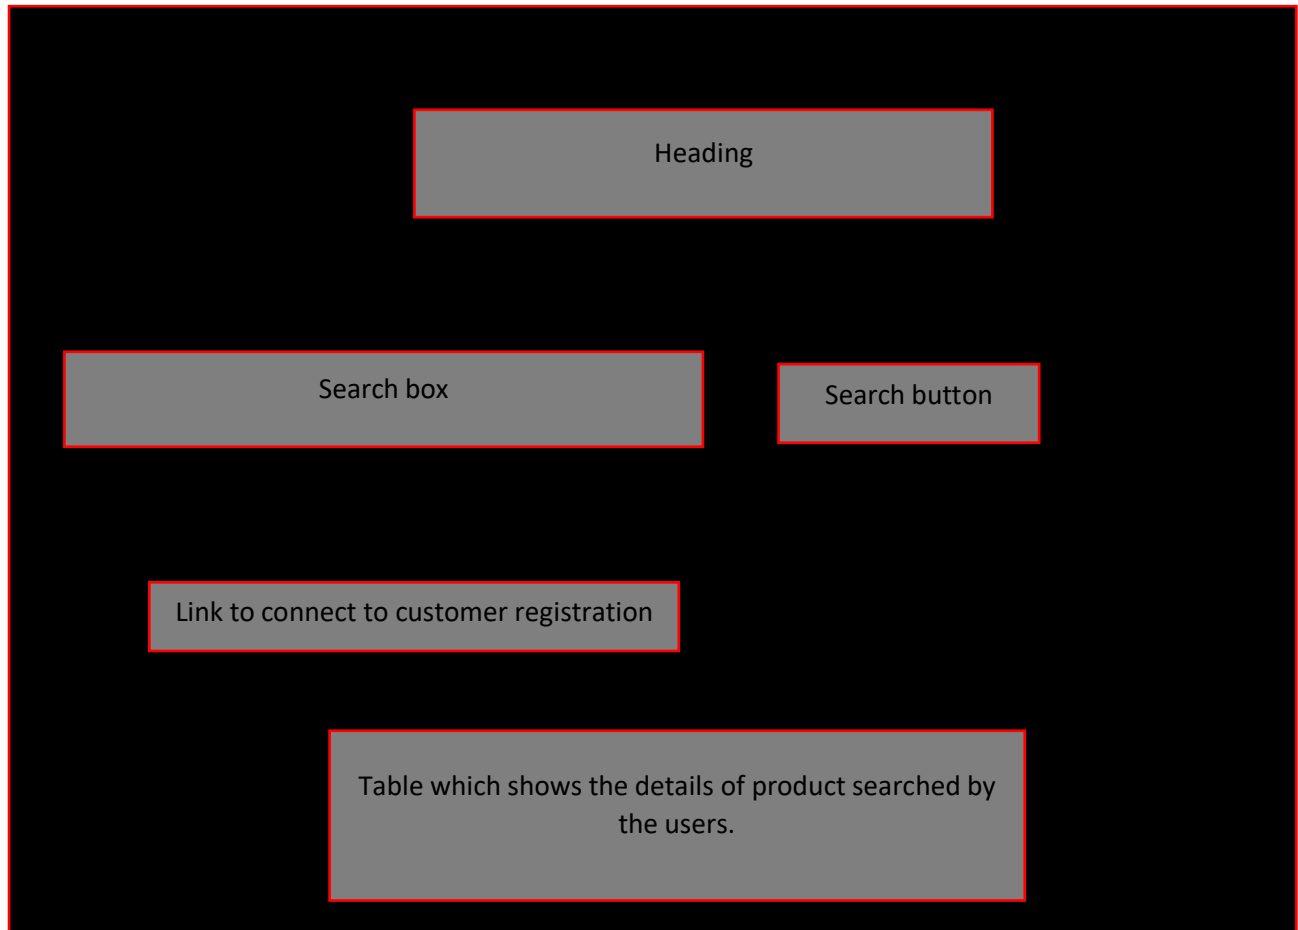 Heading
Search box
Search button
Link to connect to customer registration
Table which shows the details of product searched by
the users.